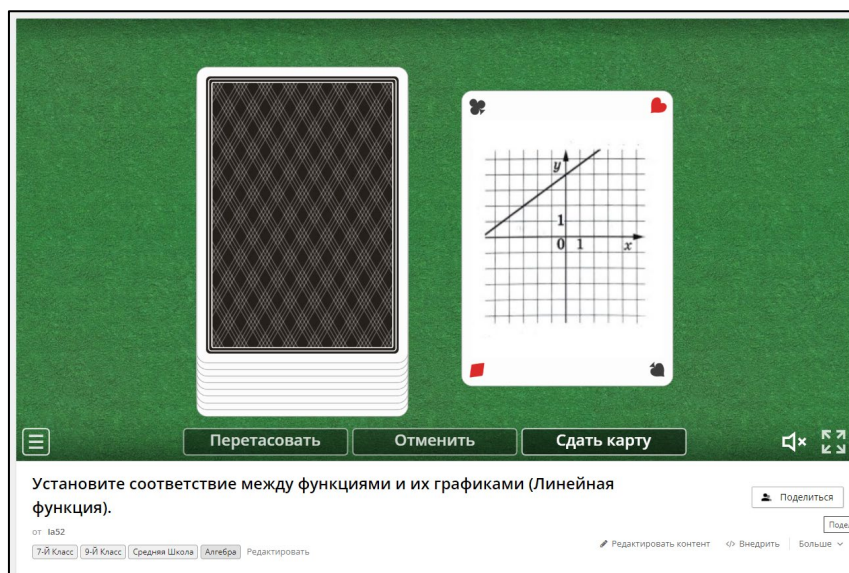 y
1
0 1 x
Перетасовать Отменить Сдать карту
Установите соответствие между функциями и их графиками (Линейная
функция).
Поделиться
от la52
7-Й Класс 9-Й Класс Средняя Школа Алгебра Редактировать
Редактировать контент Внедрить Больше